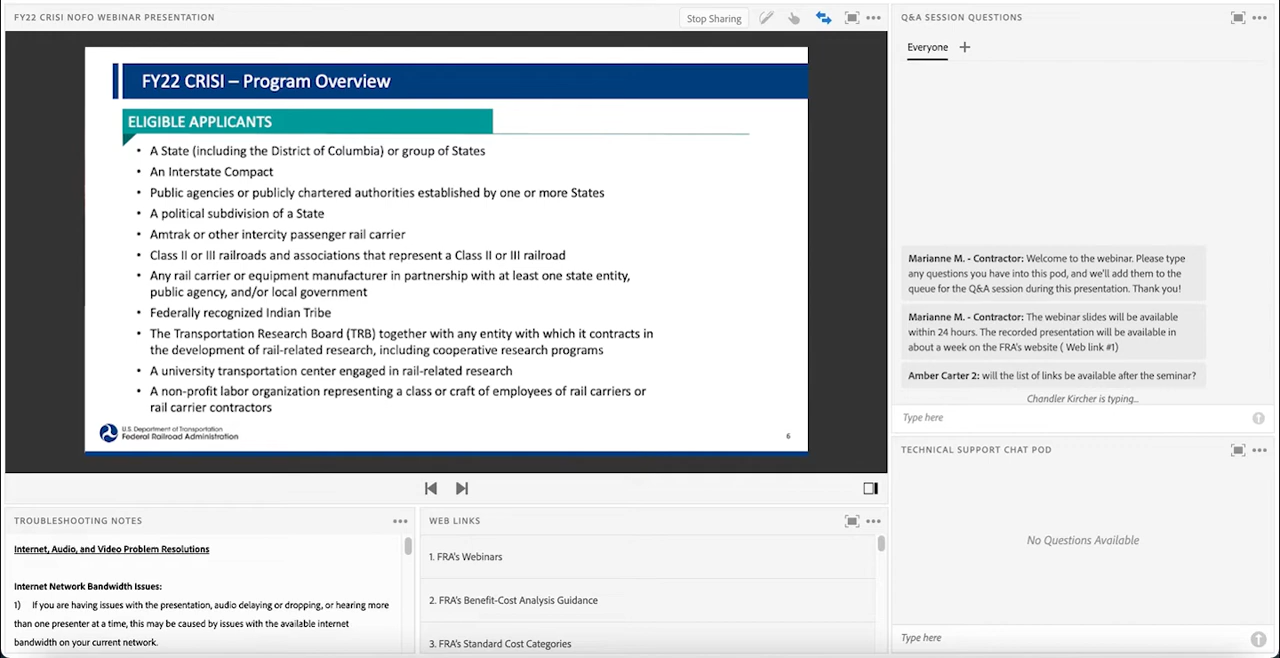 FY22 CRISI NOFO WEBINAR PRESENTATION
Stop Sharing
FY22 CRISI – Program Overview
ELIGIBLE APPLICANTS
• A State (including the District of Columbia) or group of States
• An Interstate Compact
• Public agencies or publicly chartered authorities established by one or more States
• A political subdivision of a State
• Amtrak or other intercity passenger rail carrier
• Class II or III railroads and associations that represent a Class II or III railroad
• Any rail carrier or equipment manufacturer in partnership with at least one state entity,
public agency, and/or local government
• Federally recognized Indian Tribe
• The Transportation Research Board (TRB) together with any entity with which it contracts in
the development of rail-related research, including cooperative research programs
• A university transportation center engaged in rail-related research
• A non-profit labor organization representing a class or craft of employees of rail carriers or
rail carrier contractors
U.S. Department of Transportation
Federal Railroad Administration
6
TROUBLESHOOTING NOTES
Internet, Audio, and Video Problem Resolutions
Internet Network Bandwidth Issues:
1) If you are having issues with the presentation, audio delaying or dropping, or hearing more
than one presenter at a time, this may be caused by issues with the available internet
bandwidth on your current network.
WEB LINKS
1. FRA's Webinars
2. FRA's Benefit-Cost Analysis Guidance
3. FRA's Standard Cost Categories
Q&A SESSION QUESTIONS
Everyone
Marianne M. - Contractor: Welcome to the webinar. Please type
any questions you have into this pod, and we'll add them to the
queue for the Q&A session during this presentation. Thank you!
Marianne M. - Contractor: The webinar slides will be available
within 24 hours. The recorded presentation will be available in
about a week on the FRA's website ( Web link #1)
Amber Carter 2: will the list of links be available after the seminar?
Chandler Kircher is typing...
Type here
TECHNICAL SUPPORT CHAT POD
No Questions Available
Type here